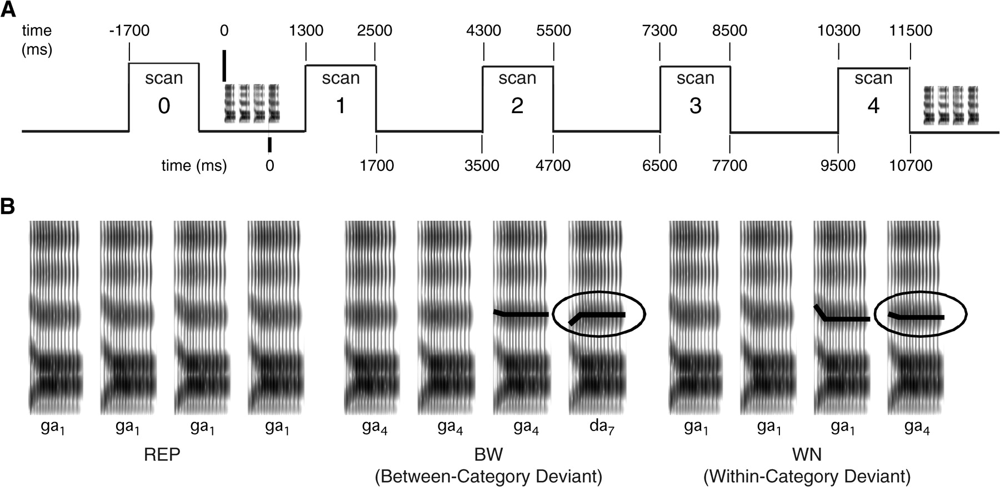 A
time -1700 0 1300 2500 4300 5500 7300 8500 10300 11500
(ms)
scan scan scan scan scan
0 1 2 3 4
time (ms) 0 1700 3500 4700 6500 7700 9500 10700
B
ga1 ga1 ga1 ga1 ga4 ga4 ga4 da7 ga1 ga1 ga1 ga4
REP BW WN
(Between-Category Deviant) (Within-Category Deviant)